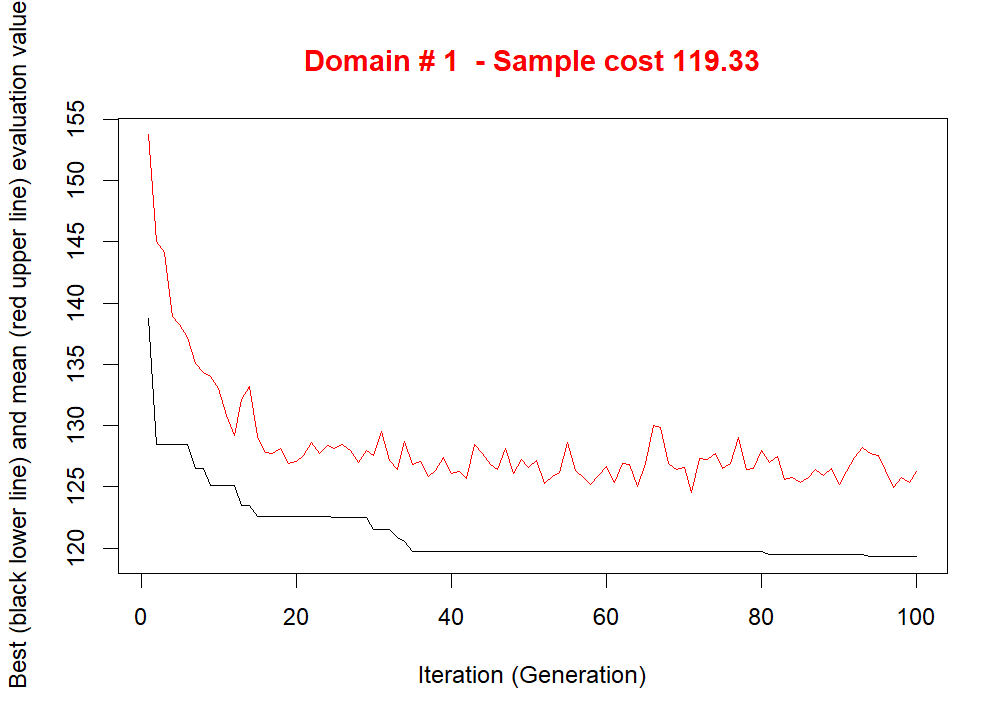 Domain # 1  - Sample cost 119.33
Best (black lower line) and mean (red upper line) evaluation value
155
150
145
140
135
130
125
120
0 20 40 60 80 100
Iteration (Generation)